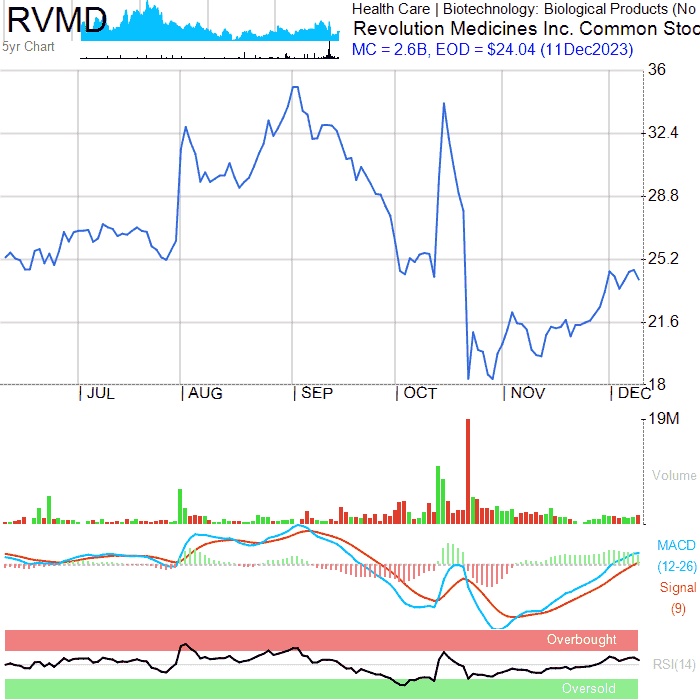 RVMD
5yr Chart
Health Care | Biotechnology: Biological Products (No
Revolution Medicines Inc. Common Stoc
MC = 2.6B, EOD = $24.04 (11Dec2023)
36
32.4
28.8
25.2
21.6
18
| JUL | AUG | SEP | OCT | NOV | DEC
19M
Volume
MACD
(12-26)
Signal
(9)
Overbought
RSI(14)
Oversold